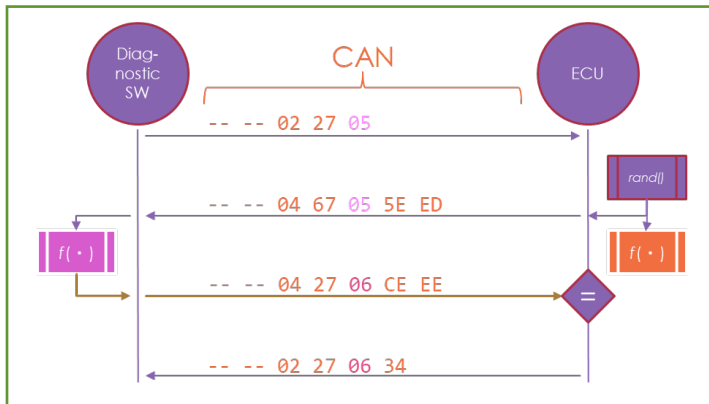 Diag-
nostic
SW
CAN
ECU
-- -- 02 27 05
rand()
-- -- 04 67 05 5E ED
f( • )
f( • )
-- -- 04 27 06 CE EE
=
-- -- 02 27 06 34